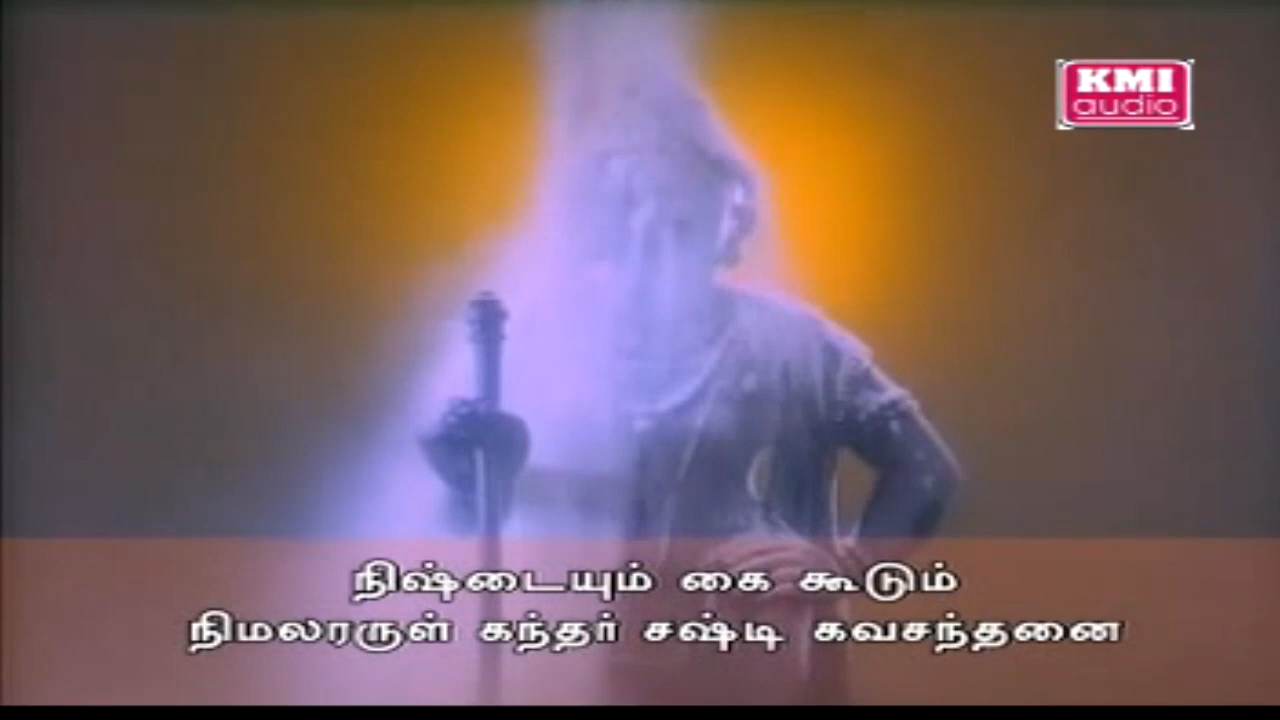 KMI
audio
நிஷ்டையும் கை கூடும்
நிமலரருள் கந்தர் சஷ்டி கவசந்தனை